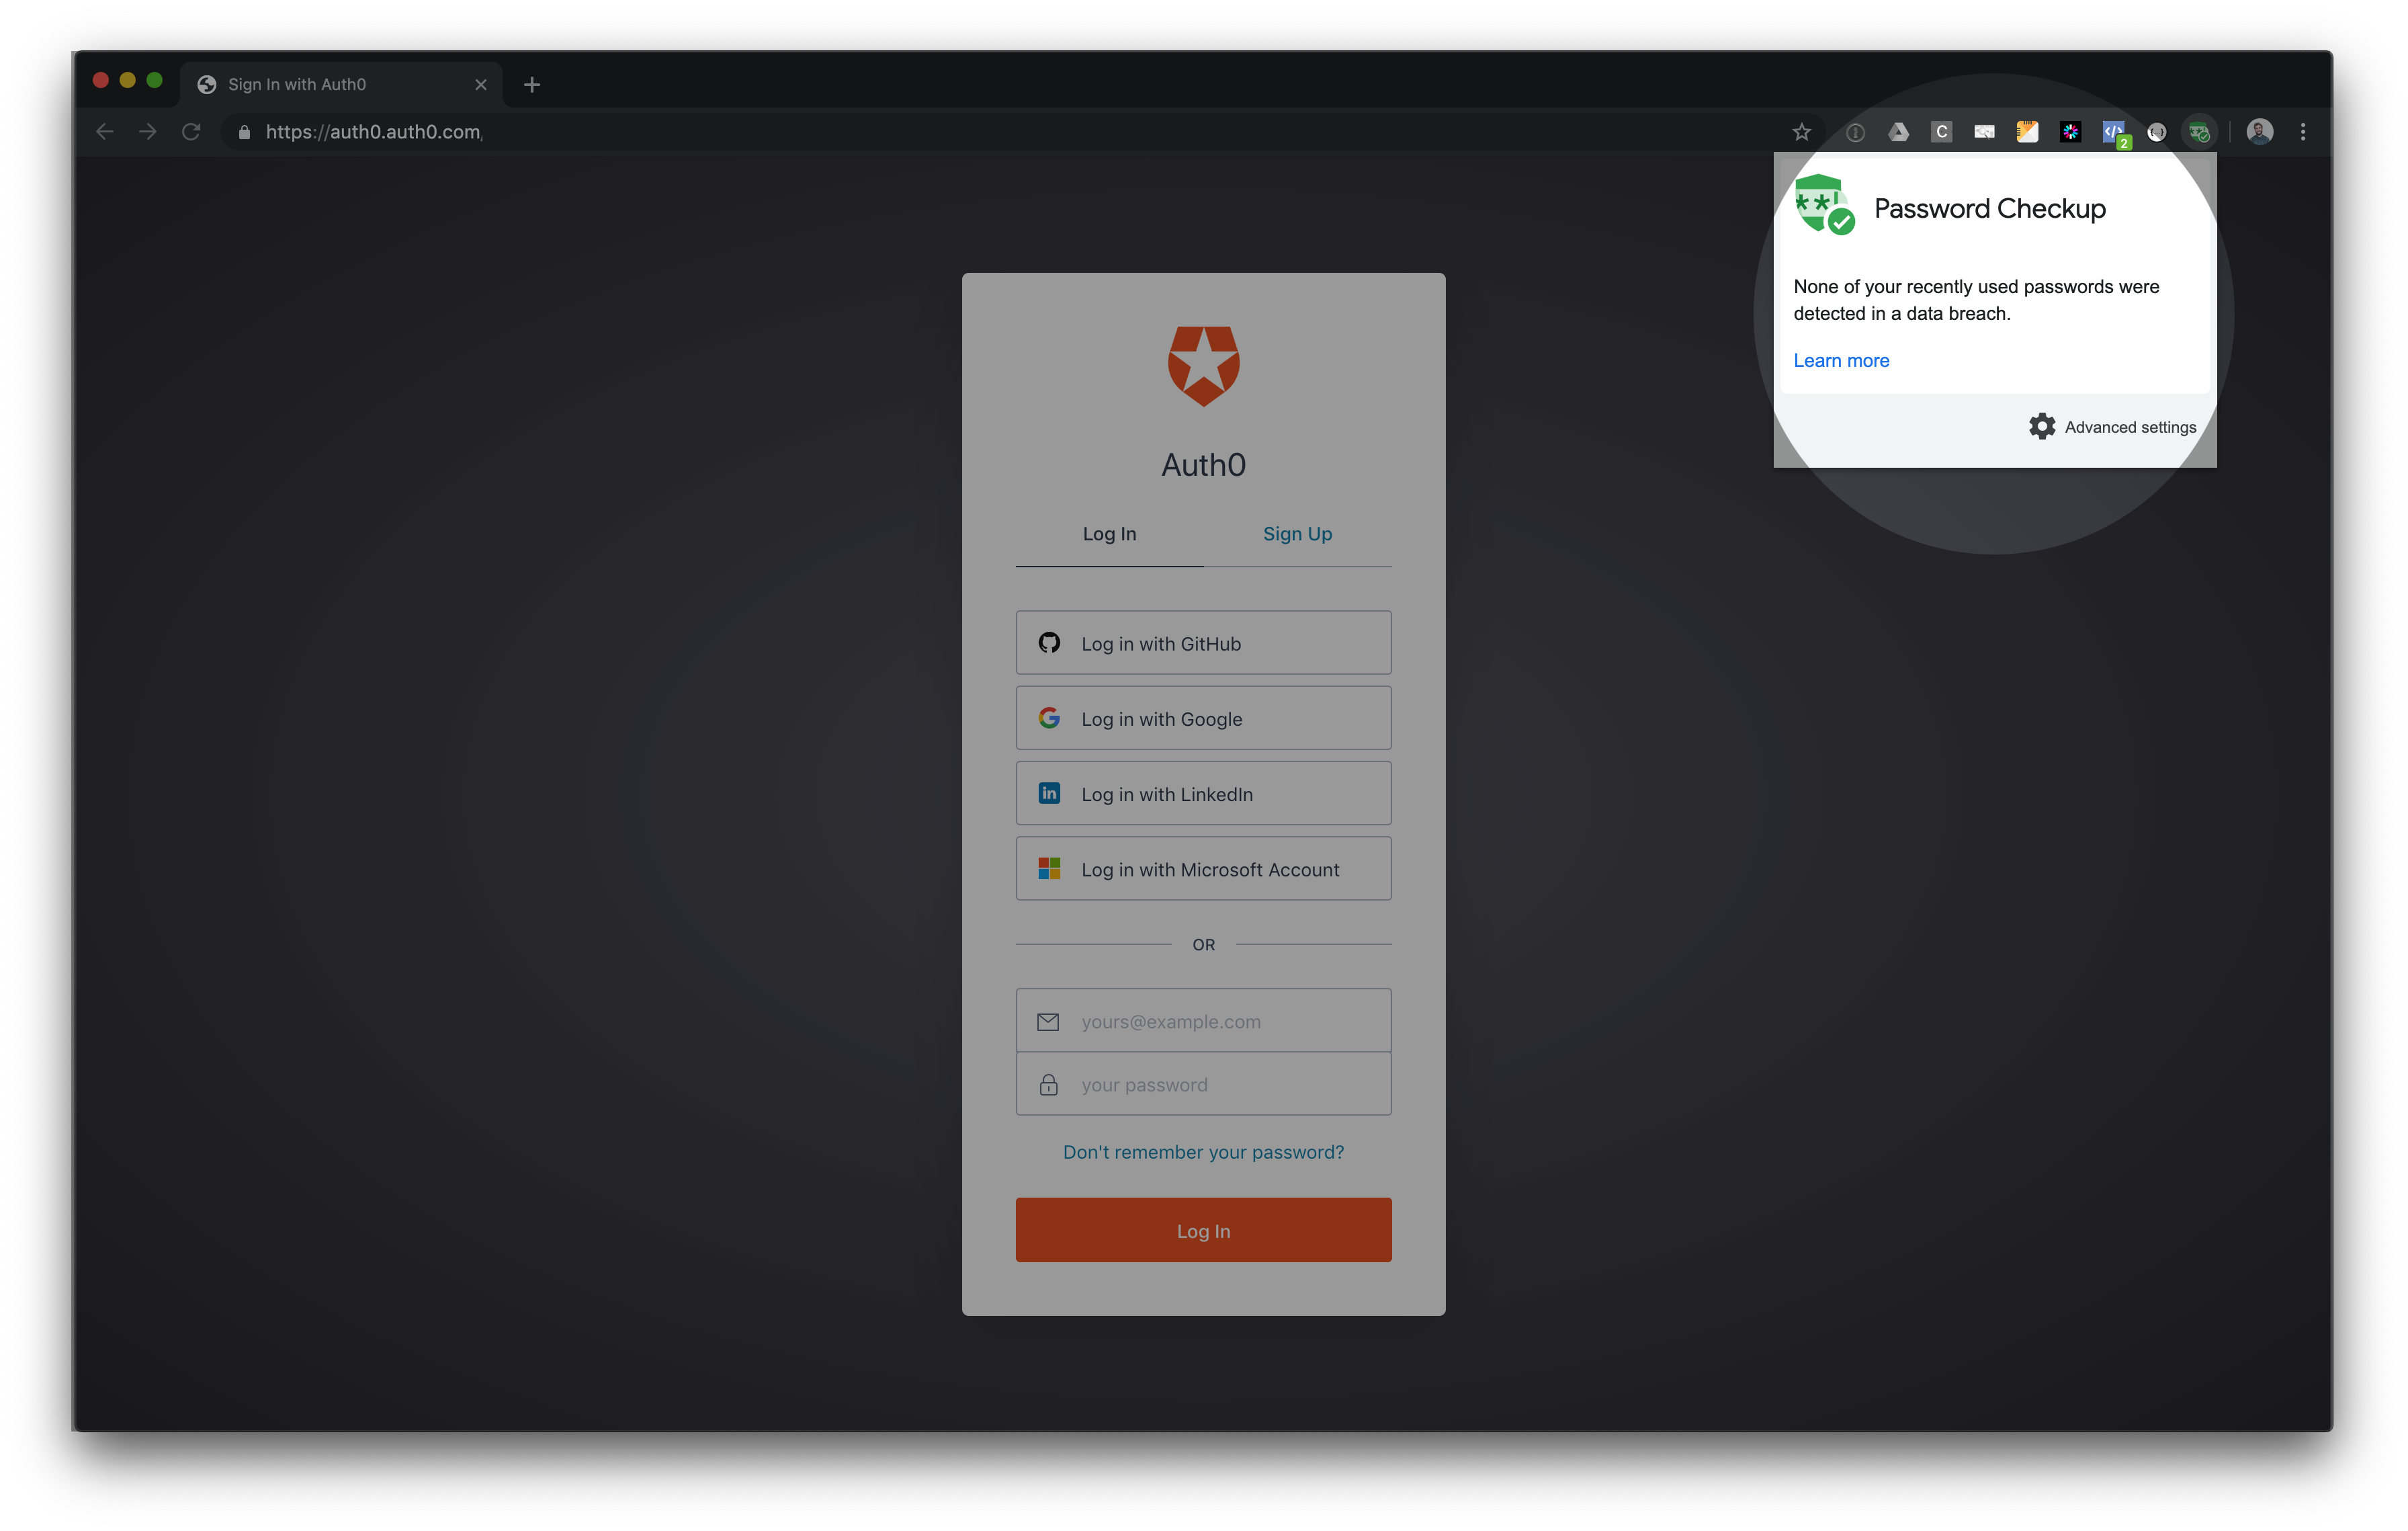 Sign In with Auth0
https://auth0.auth0.com/
C
2
Password Checkup
None of your recently used passwords were
detected in a data breach.
Learn more
Advanced settings
Auth0
Log In
Sign Up
Log in with GitHub
Log in with Google
Log in with LinkedIn
Log in with Microsoft Account
OR
yours@example.com
your password
Don't remember your password?
Log In